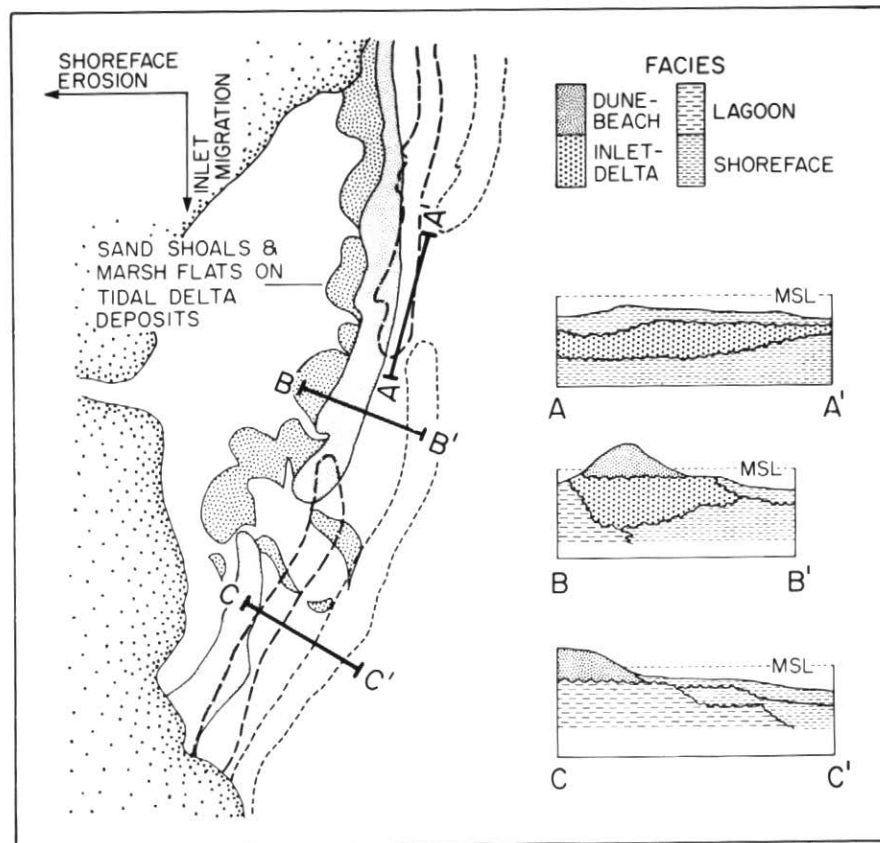 SHOREFACE
EROSION
INLET
MIGRATION
SAND SHOALS &
MARSH FLATS ON
TIDAL DELTA
DEPOSITS
A'
A
B
B'
C
C'
FACIES
DUNE-
BEACH
LAGOON
INLET-
DELTA
SHOREFACE
MSL
A A'
MSL
B B'
MSL
C C'